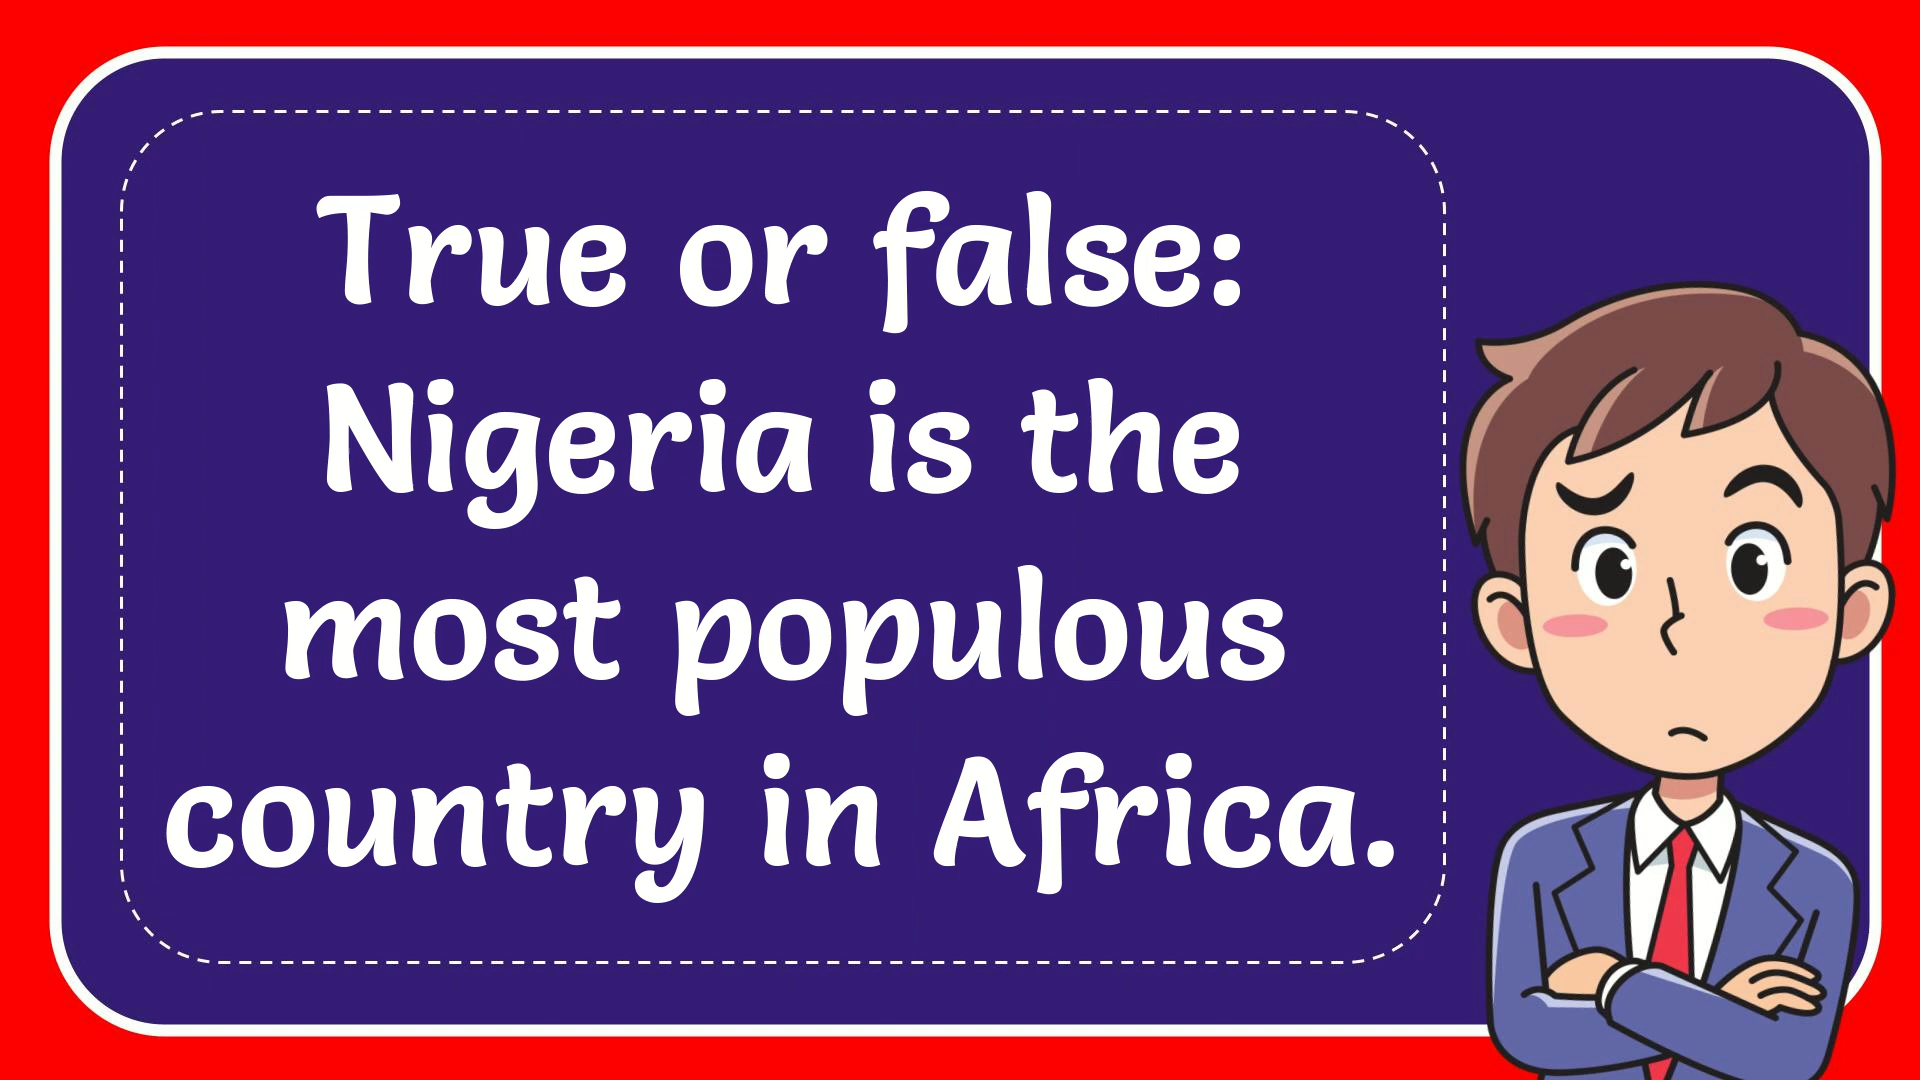 True or false:
Nigeria is the
most populous
country in Africa.